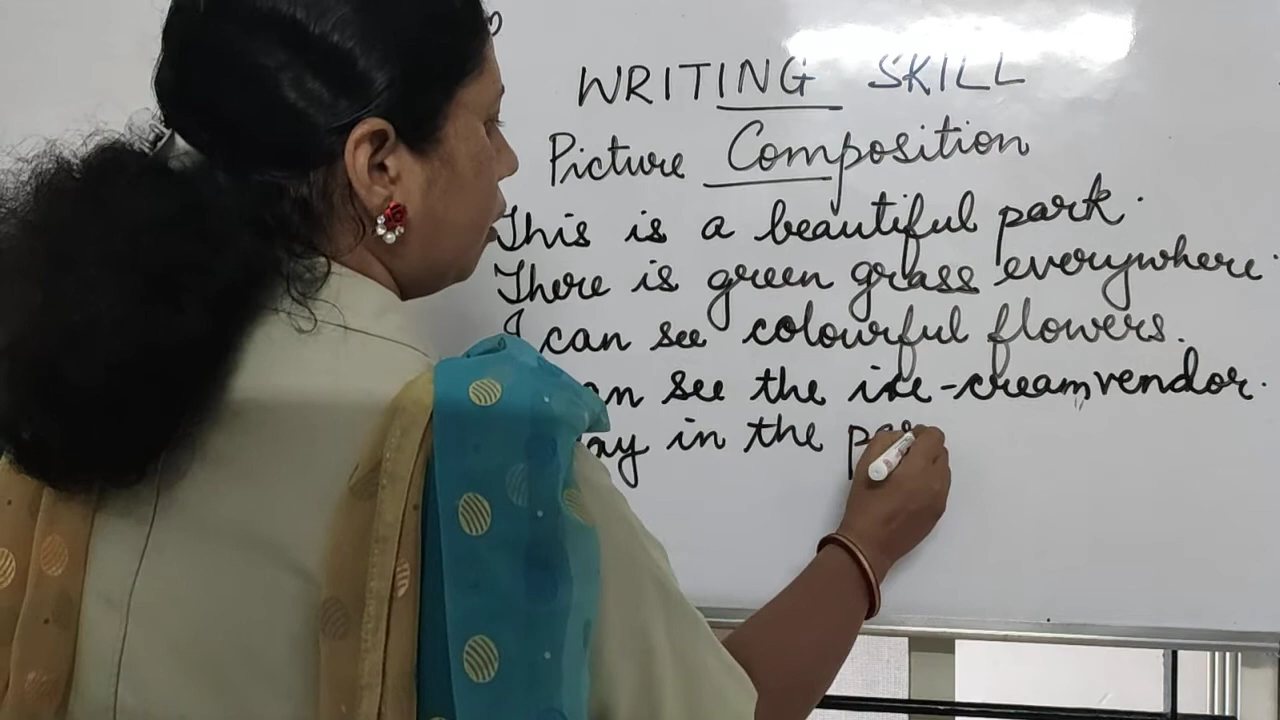 WRITING SKILL
Picture Composition
This is a beautiful park.
There is green grass everywhere.
I can see colourful flowers.
see the ice-cream vendor.
in the